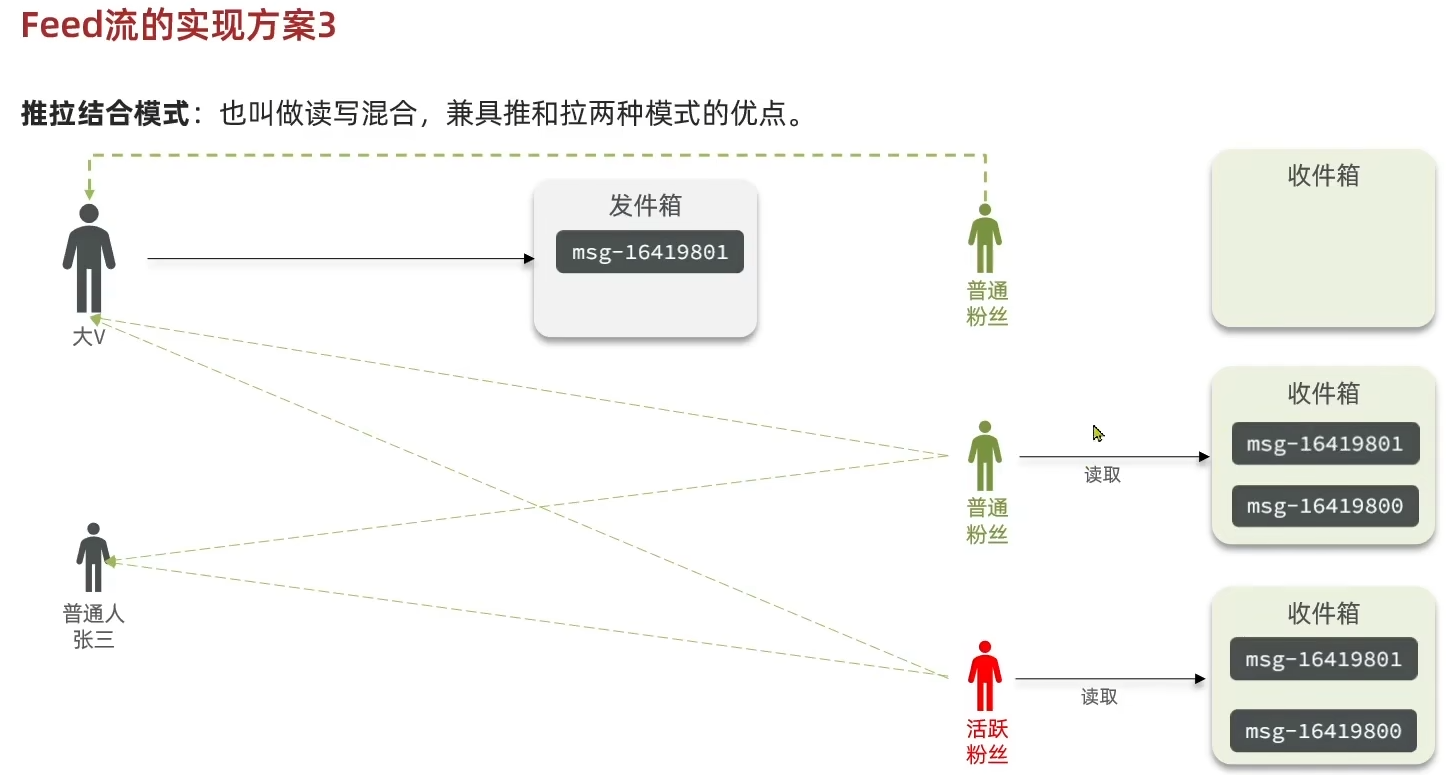 Feed流的实现方案3
推拉结合模式：也叫做读写混合，兼具推和拉两种模式的优点。
发件箱
msg-16419801
大V
普通
粉丝
收件箱
普通
粉丝
读取
收件箱
msg-16419801
msg-16419800
普通人
张三
活跃
粉丝
读取
收件箱
msg-16419801
msg-16419800